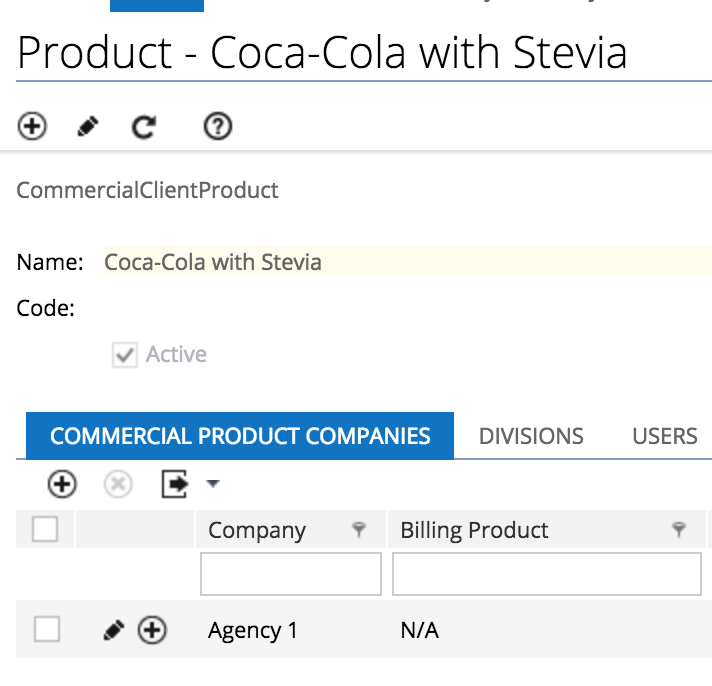 Product - Coca-Cola with Stevia
CommercialClientProduct
Name: Coca-Cola with Stevia
Code:
Active
COMMERCIAL PRODUCT COMPANIES DIVISIONS USERS
Company Billing Product
Agency 1 N/A